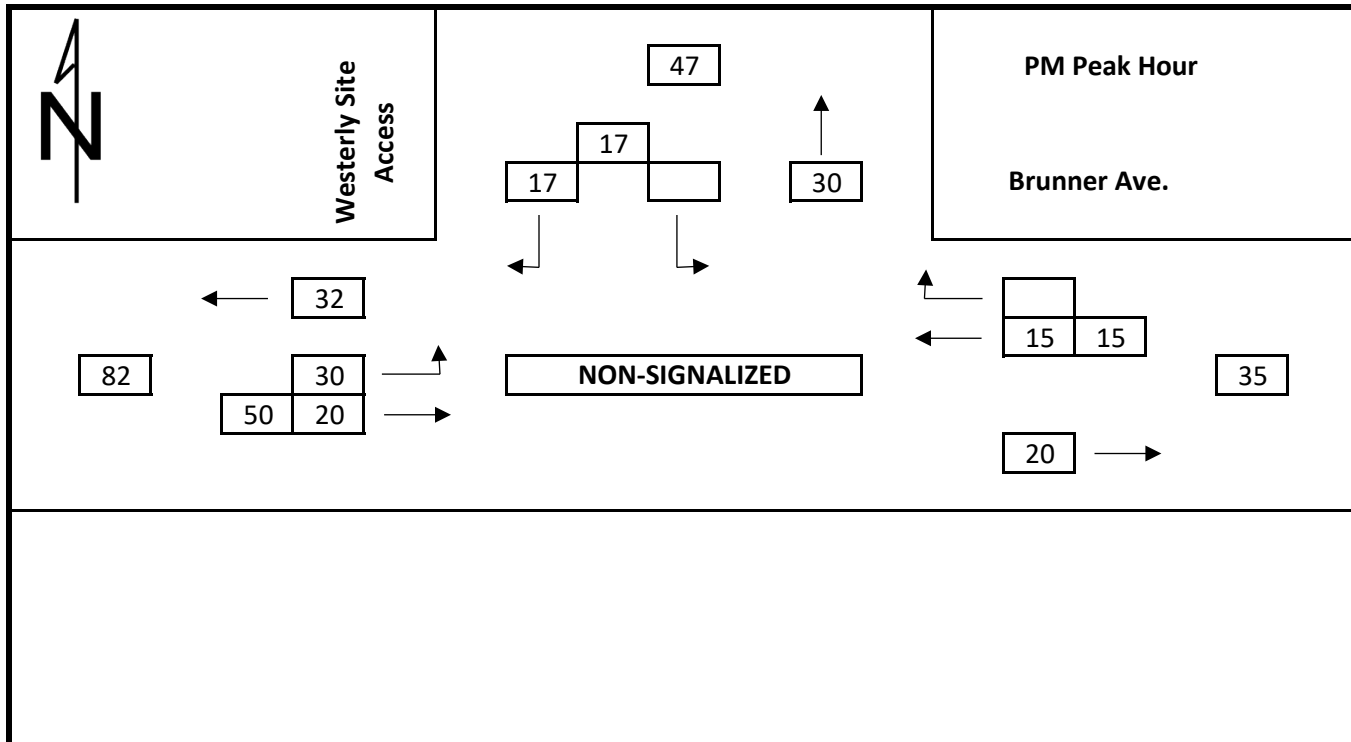 N
Westerly Site
Access
47
17
17
30
PM Peak Hour
Brunner Ave.
32
82
30
50 20
NON-SIGNALIZED
15 15
35
20